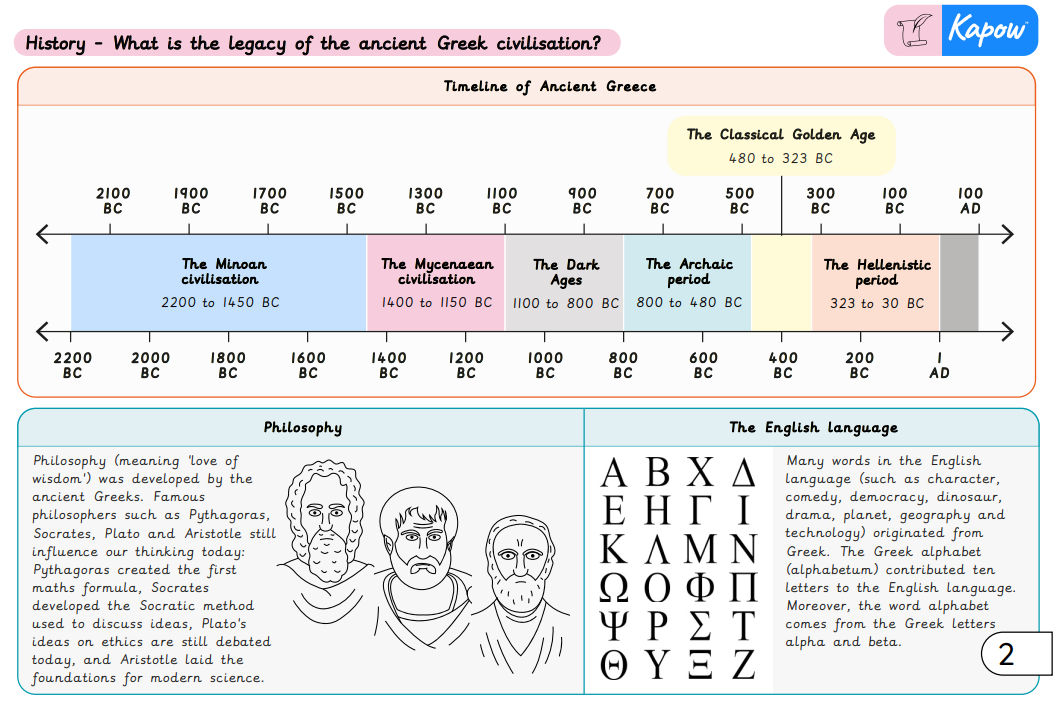 History - What is the legacy of the ancient Greek civilisation?
Kapow™
Timeline of Ancient Greece
The Classical Golden Age
480 to 323 BC
2100 1900 1700 1500 1300 1100 900 700 500 300 100 100
BC BC BC BC BC BC BC BC BC BC BC AD
The Minoan
civilisation
2200 to 1450 BC
The Mycenaean
civilisation
1400 to 1150 BC
The Dark
Ages
1100 to 800 BC
The Archaic
period
800 to 480 BC
The Hellenistic
period
323 to 30 BC
2200 2000 1800 1600 1400 1200 1000 800 600 400 200 1
BC BC BC BC BC BC BC BC BC BC BC AD
Philosophy
Philosophy (meaning 'love of
wisdom') was developed by the
ancient Greeks. Famous
philosophers such as Pythagoras,
Socrates, Plato and Aristotle still
influence our thinking today:
Pythagoras created the first
maths formula, Socrates
developed the Socratic method
used to discuss ideas, Plato's
ideas on ethics are still debated
today, and Aristotle laid the
foundations for modern science.
The English language
Α Β Χ Δ
Ε Η Γ Ι
Κ Λ Μ Ν
Ω Ο Φ Π
Ψ Ρ Σ Τ
Θ Υ Ξ Ζ
Many words in the English
language (such as character,
comedy, democracy, dinosaur,
drama, planet, geography and
technology) originated from
Greek. The Greek alphabet
(alphabetum) contributed ten
letters to the English language.
Moreover, the word alphabet
comes from the Greek letters
alpha and beta.
2